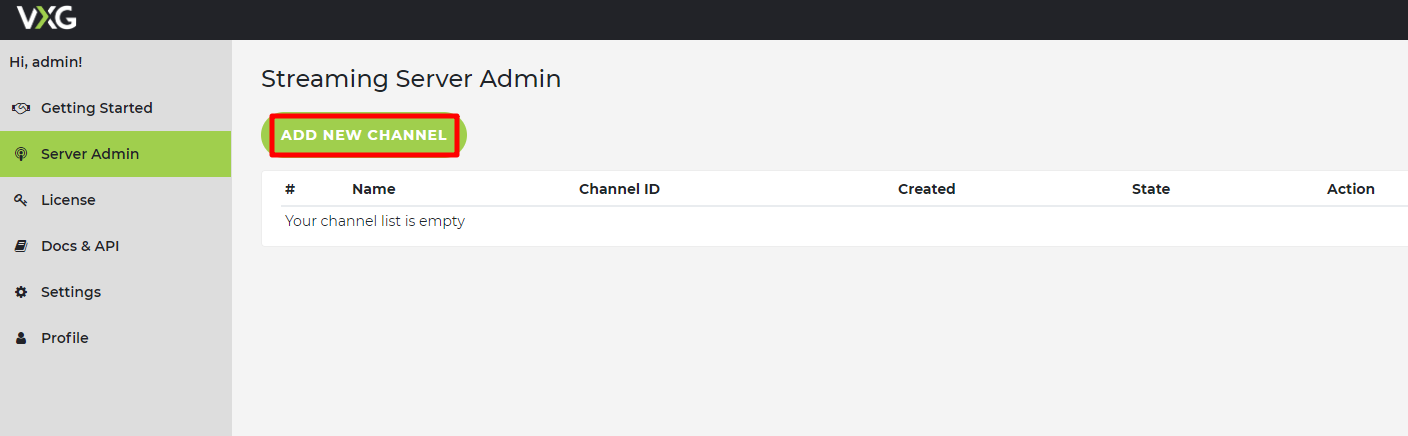 VXG
Hi, admin!
Getting Started
Server Admin
License
Docs & API
Settings
Profile
Streaming Server Admin
ADD NEW CHANNEL
# Name Channel ID Created State Action
Your channel list is empty